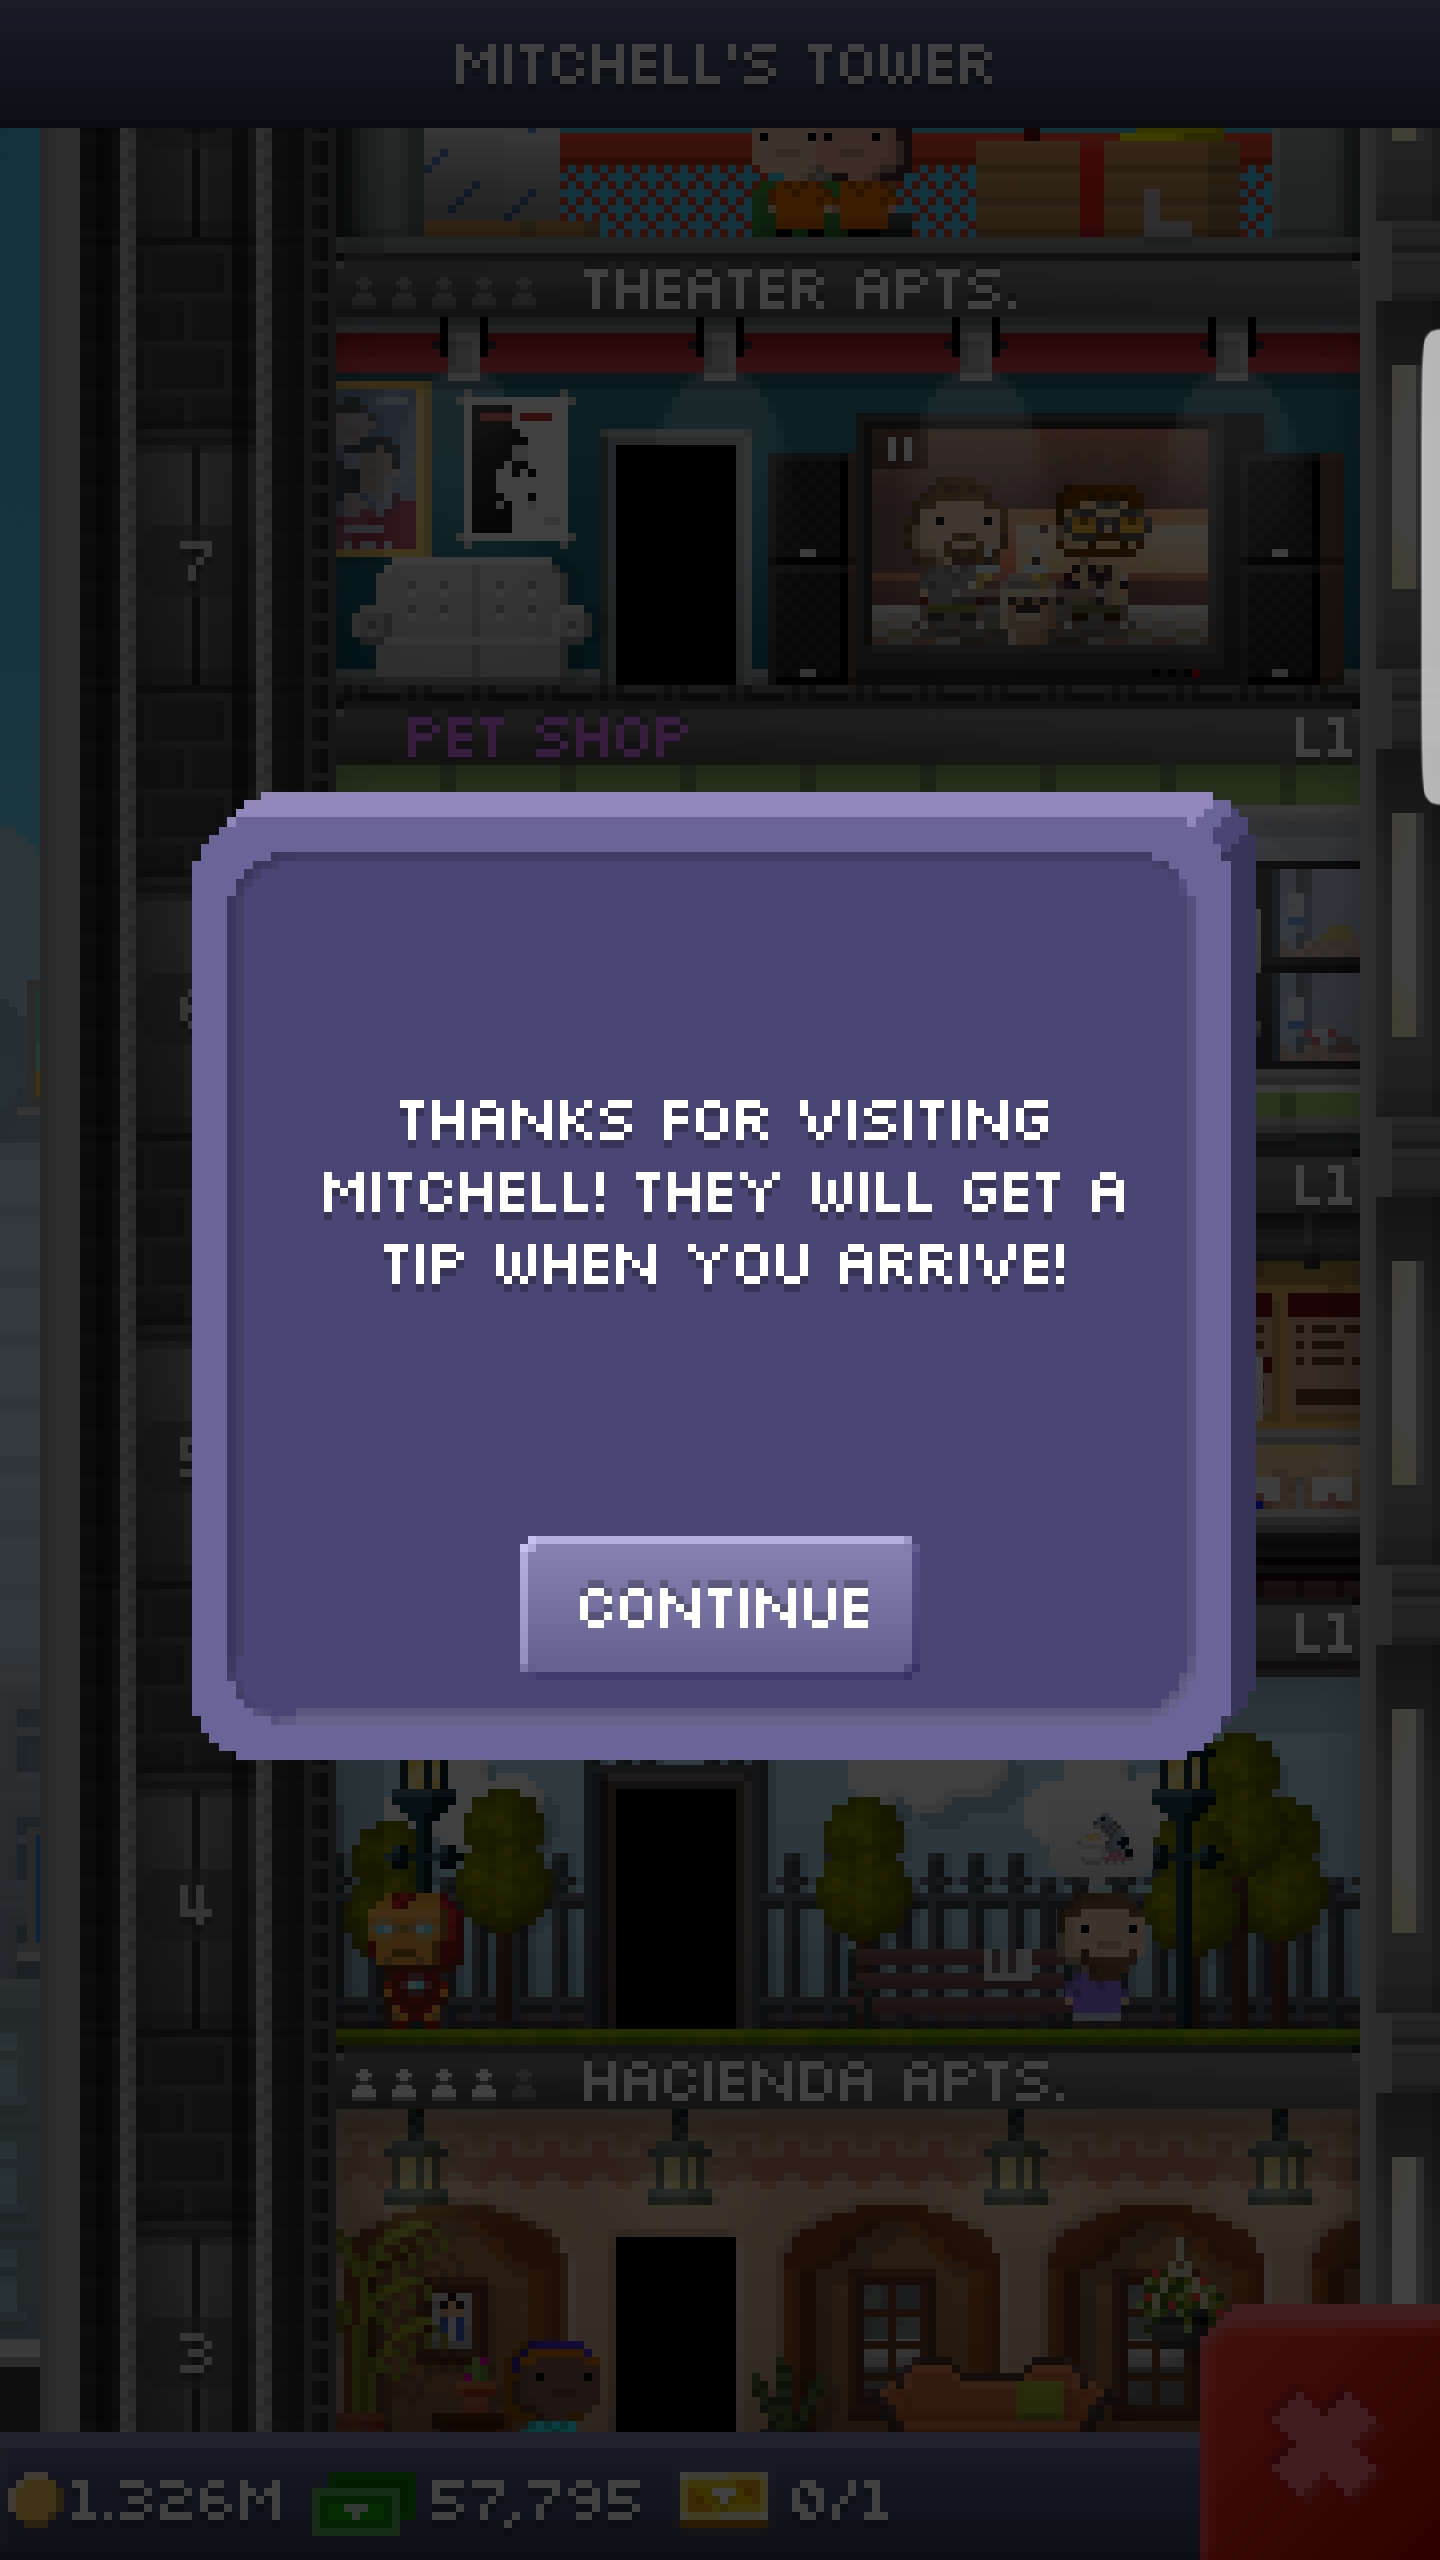 MITCHELL'S TOWER
THEATER APTS.
7
PET SHOP L1
THANKS FOR VISITING
MITCHELL! THEY WILL GET A
TIP WHEN YOU ARRIVE!
L1
CONTINUE
L1
4
HACIENDA APTS.
3
1.326M 57,795 0/1